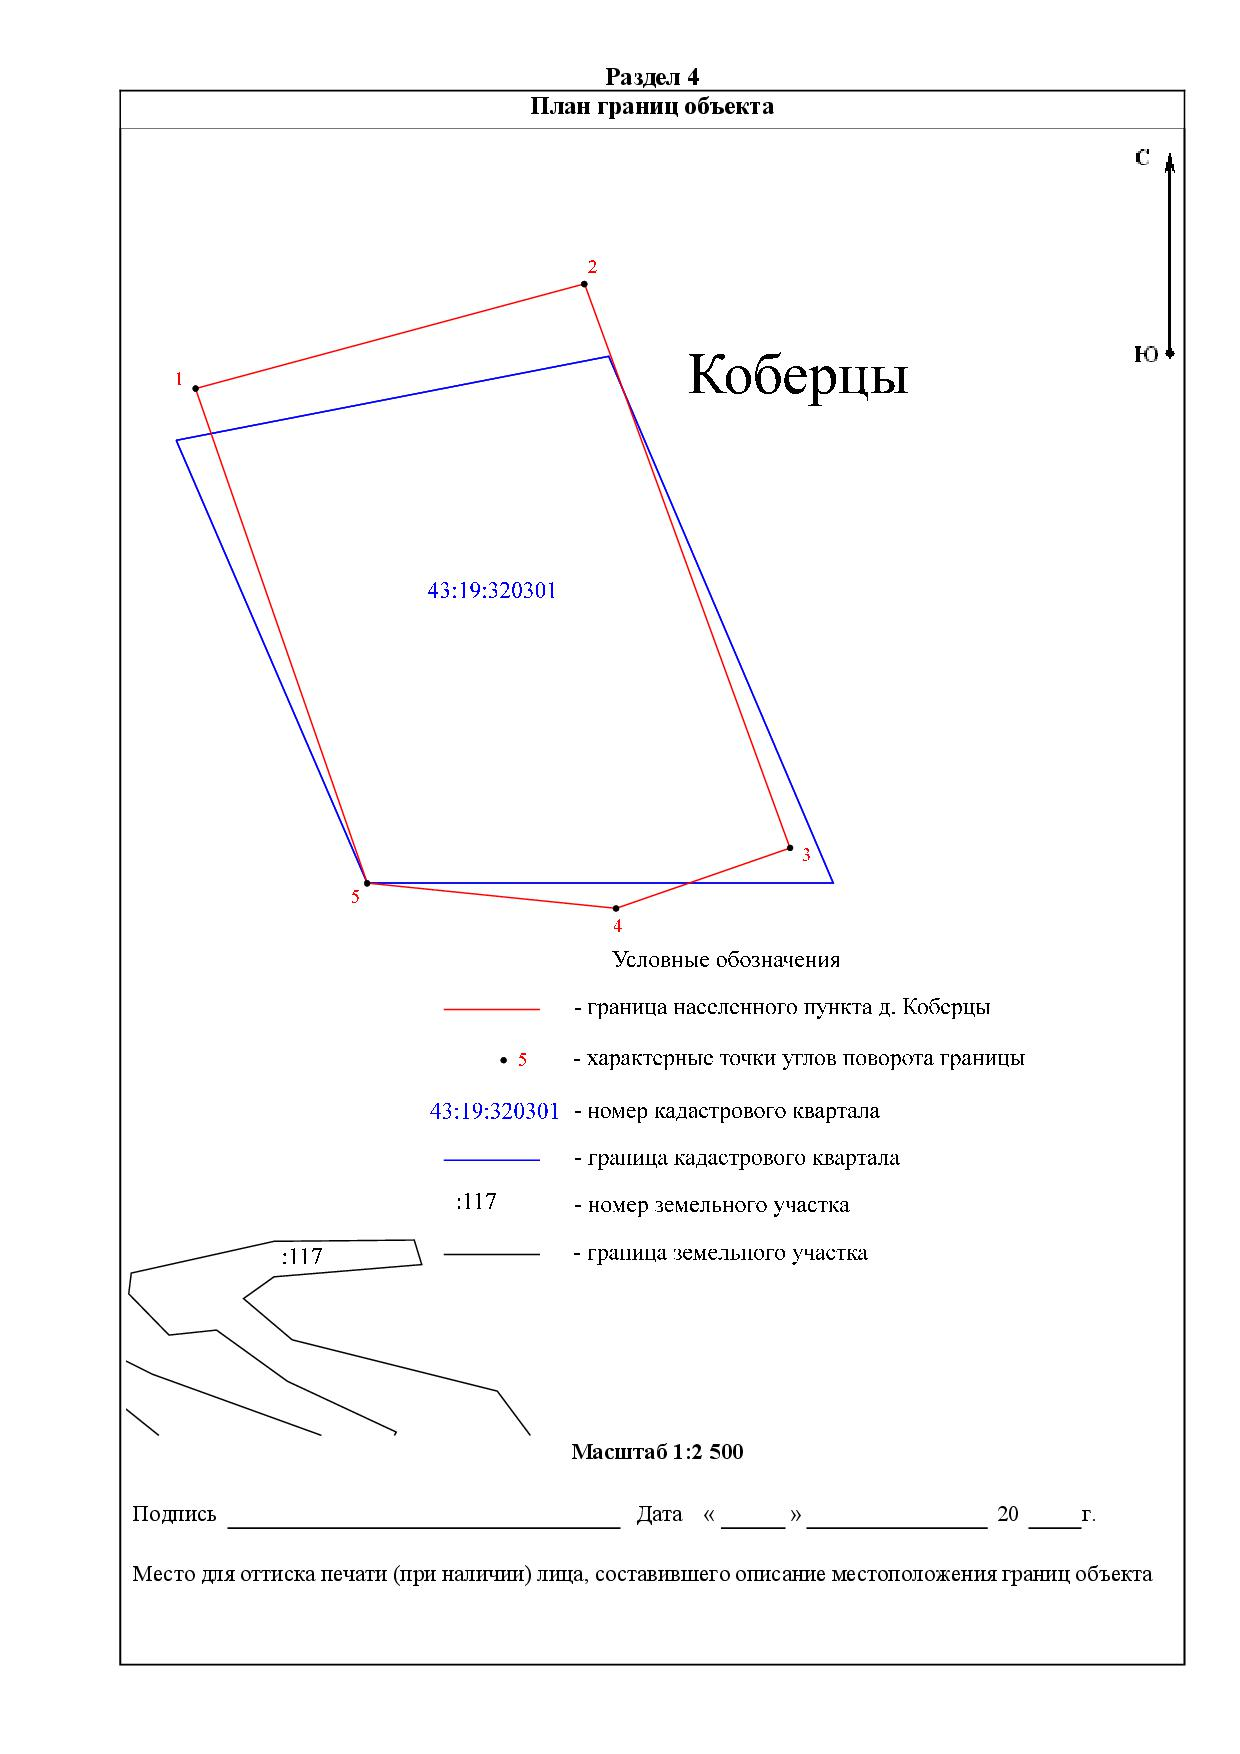 Раздел 4
План границ объекта
С
2
Ю
Коберцы
1
43:19:320301
3
5
4
Условные обозначения
- граница населенного пункта д. Коберцы
5 - характерные точки углов поворота границы
43:19:320301 - номер кадастрового квартала
- граница кадастрового квартала
:117 - номер земельного участка
:117 - граница земельного участка
Масштаб 1:2 500
Подпись Дата « » 20 г.
Место для оттиска печати (при наличии) лица, составившего описание местоположения границ объекта